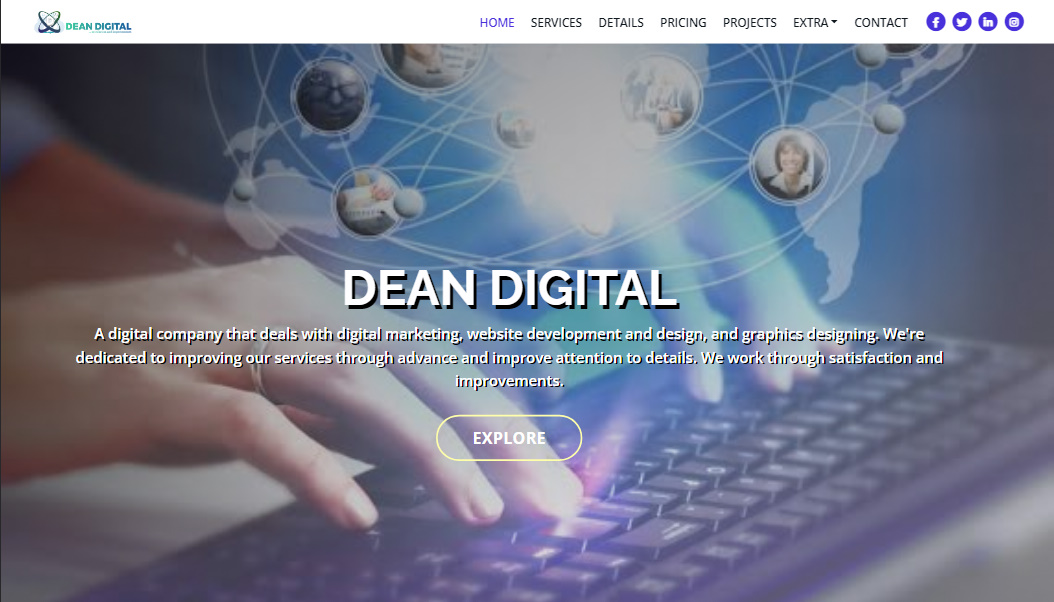 DEAN DIGITAL
HOME SERVICES DETAILS PRICING PROJECTS EXTRA CONTACT
DEAN DIGITAL
A digital company that deals with digital marketing, website development and design, and graphics designing. We're
dedicated to improving our services through advance and improve attention to details. We work through satisfaction and
improvements.
EXPLORE